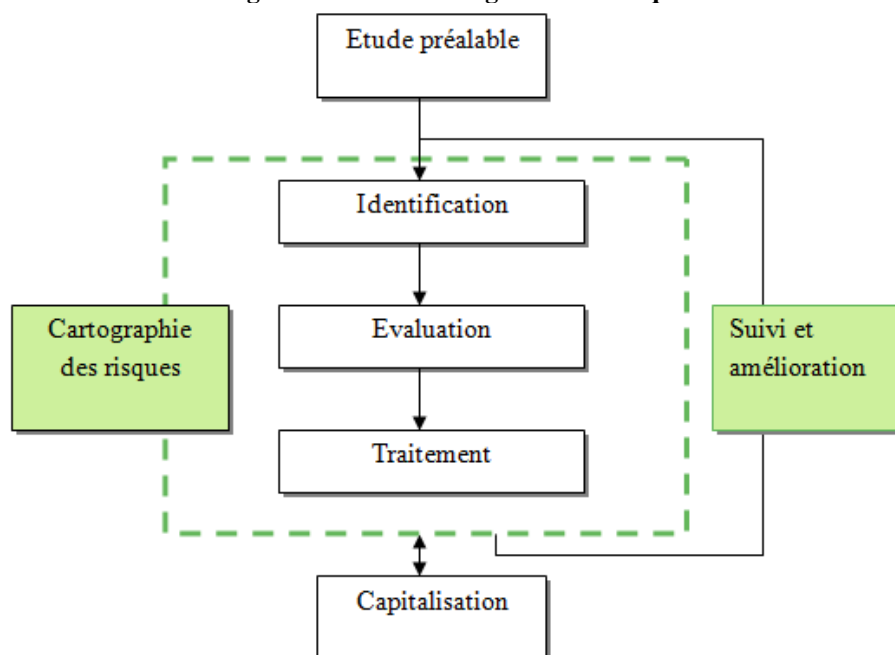 Etude préalable
Identification
Cartographie
des risques
Evaluation
Suivi et
amélioration
Traitement
Capitalisation